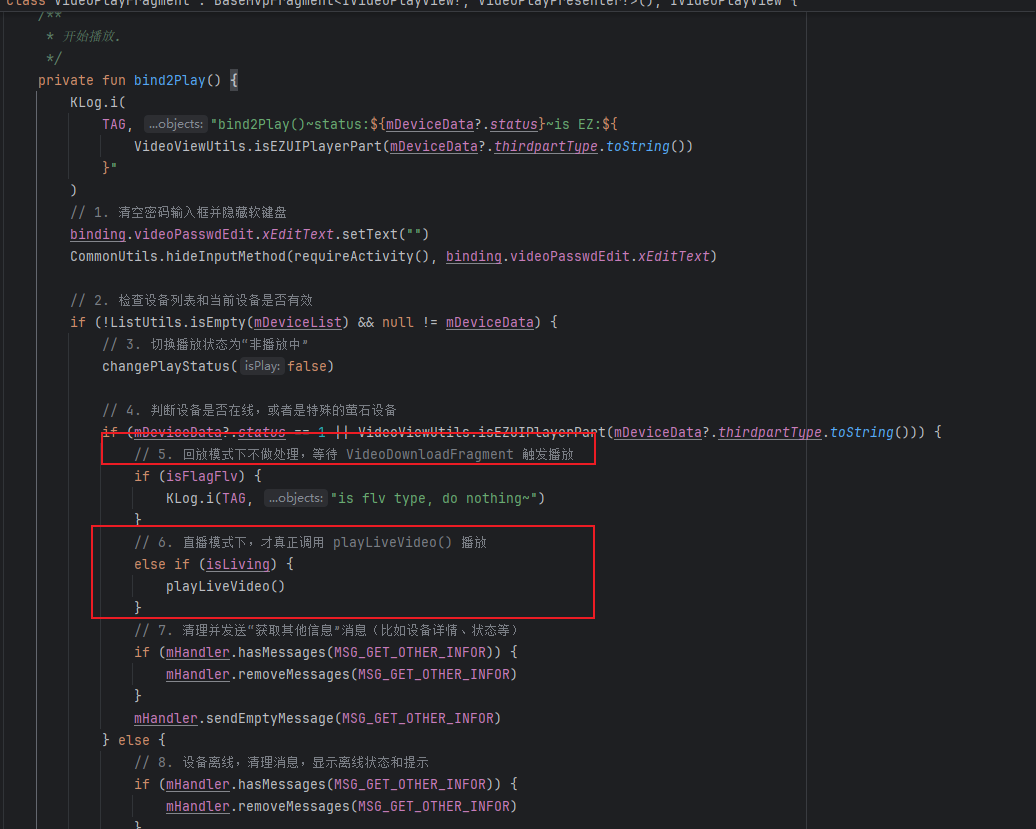 class VideoPlayFragment : BaseMvpFragment<IVideoPlayView?, VideoPlayPresenter?>(), IVideoPlayView {
/**
* 开始播放.
*/
private fun bind2Play() {
KLog.i(
TAG, ...objects: "bind2Play()~status:${mDeviceData?.status}~is EZ:${
VideoViewUtils.isEZUIPlayerPart(mDeviceData?.thirdpartType.toString())
}"
)
// 1. 清空密码输入框并隐藏软键盘
binding.videoPasswdEdit.xEditText.setText("")
CommonUtils.hideInputMethod(requireActivity(), binding.videoPasswdEdit.xEditText)
// 2. 检查设备列表和当前设备是否有效
if (!ListUtils.isEmpty(mDeviceList) && null != mDeviceData) {
// 3. 切换播放状态为“非播放中”
changePlayStatus( isPlay: false)
// 4. 判断设备是否在线，或者是特殊的萤石设备
if (mDeviceData?.status == 1 || VideoViewUtils.isEZUIPlayerPart(mDeviceData?.thirdpartType.toString())) {
// 5. 回放模式下不做处理，等待 VideoDownloadFragment 触发播放
if (isFlagFlv) {
KLog.i(TAG, ...objects: "is flv type, do nothing~")
}
// 6. 直播模式下，才真正调用 playLiveVideo() 播放
else if (isLiving) {
playLiveVideo()
}
// 7. 清理并发送“获取其他信息”消息（比如设备详情、状态等）
if (mHandler.hasMessages(MSG_GET_OTHER_INFOR)) {
mHandler.removeMessages(MSG_GET_OTHER_INFOR)
}
mHandler.sendEmptyMessage(MSG_GET_OTHER_INFOR)
} else {
// 8. 设备离线，清理消息，显示离线状态和提示
if (mHandler.hasMessages(MSG_GET_OTHER_INFOR)) {
mHandler.removeMessages(MSG_GET_OTHER_INFOR)
}